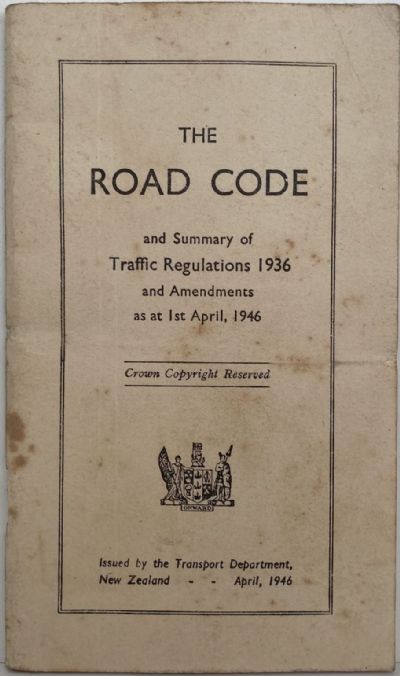 THE
ROAD CODE
and Summary of
Traffic Regulations 1936
and Amendments
as at 1st April, 1946
Crown Copyright Reserved
ONWARD
Issued by the Transport Department,
New Zealand - - April, 1946